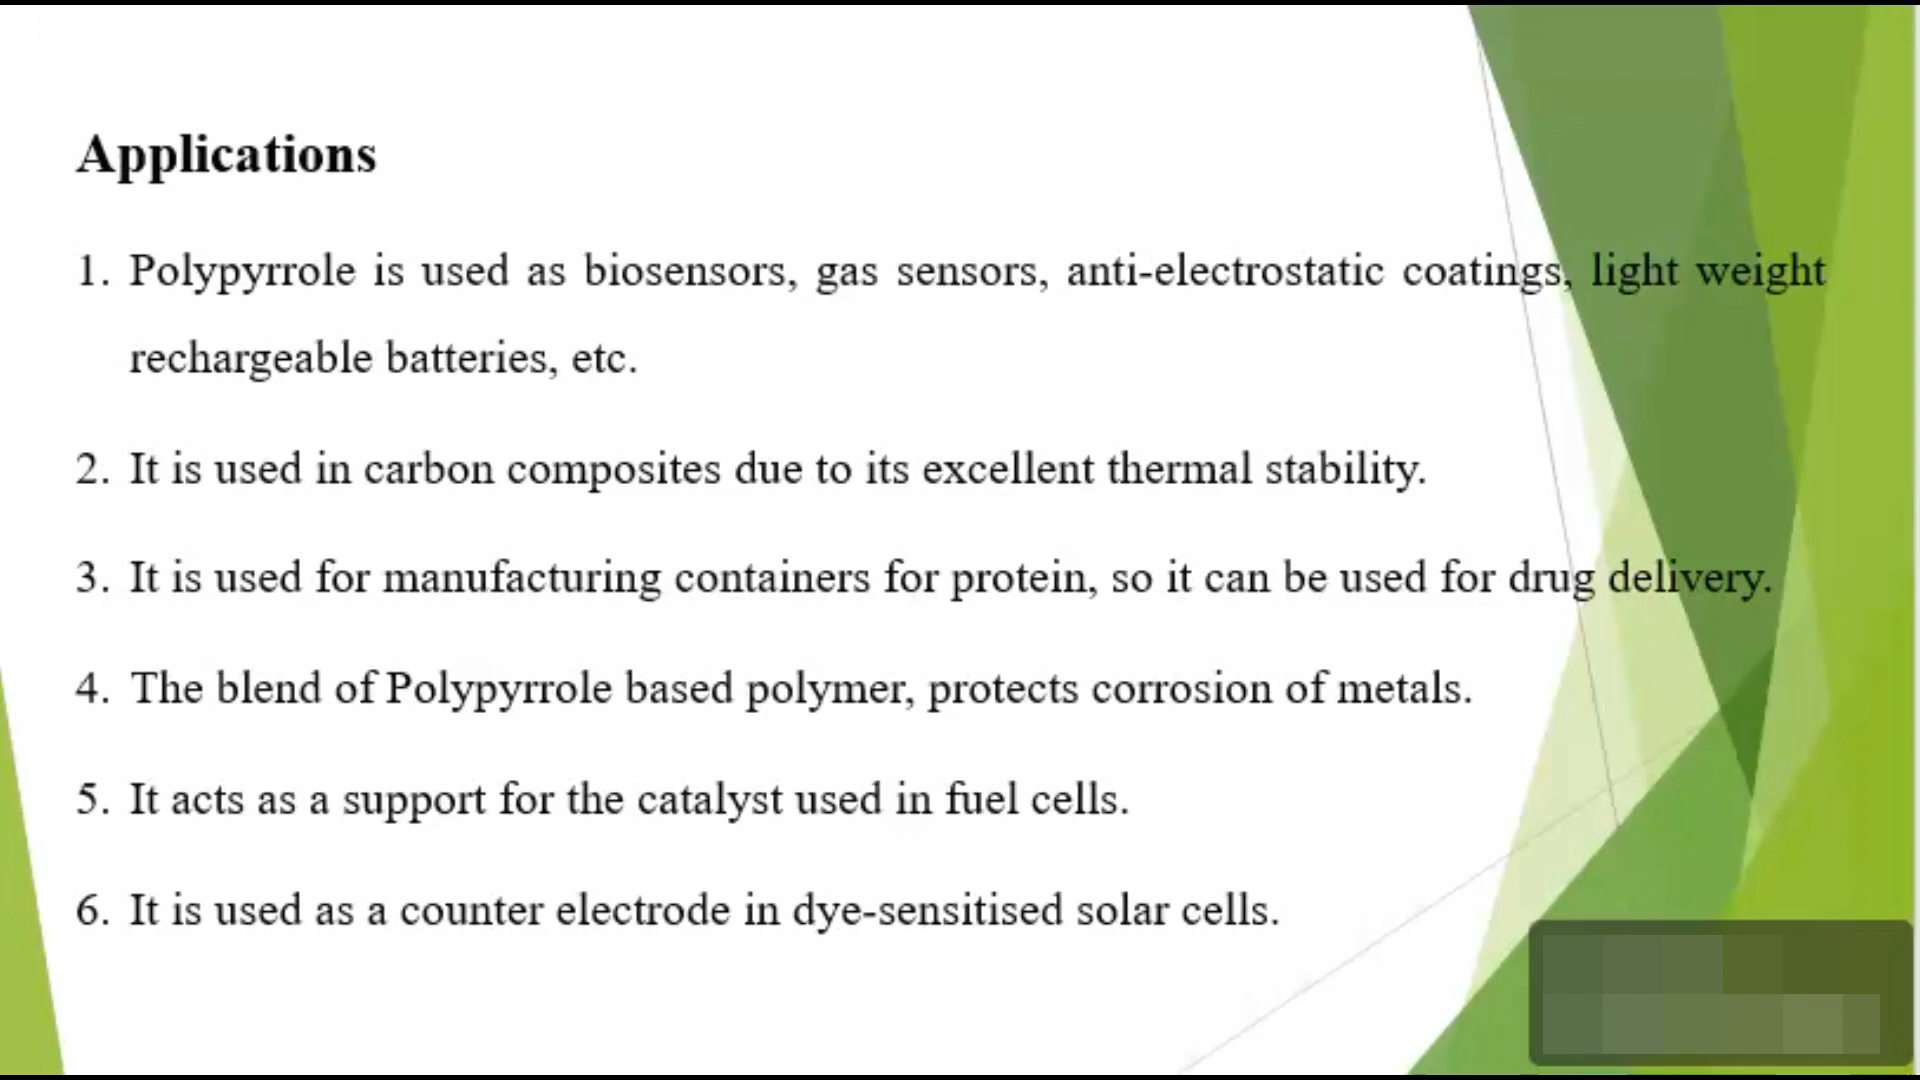 Applications
1. Polypyrrole is used as biosensors, gas sensors, anti-electrostatic coatings, light weight
rechargeable batteries, etc.
2. It is used in carbon composites due to its excellent thermal stability.
3. It is used for manufacturing containers for protein, so it can be used for drug delivery.
4. The blend of Polypyrrole based polymer, protects corrosion of metals.
5. It acts as a support for the catalyst used in fuel cells.
6. It is used as a counter electrode in dye-sensitised solar cells.